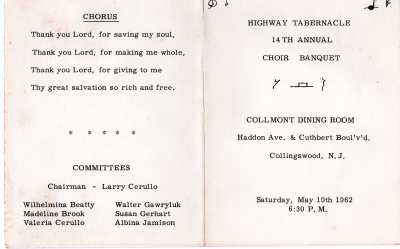 CHORUS
Thank you Lord, for saving my soul,
Thank you Lord, for making me whole,
Thank you Lord, for giving to me
Thy great salvation so rich and free.
* * * * *
COMMITTEES
Chairman - Larry Cerullo
Wilhelmina Beatty Walter Gawryluk
Madeline Brook Susan Gerhart
Valeria Cerullo Albina Jamison
HIGHWAY TABERNACLE
14TH ANNUAL
CHOIR BANQUET
COLLMONT DINING ROOM
Haddon Ave. & Cuthbert Boul'v'd.
Collingswood, N.J.
Saturday, May 19th 1962
6:30 P.M.